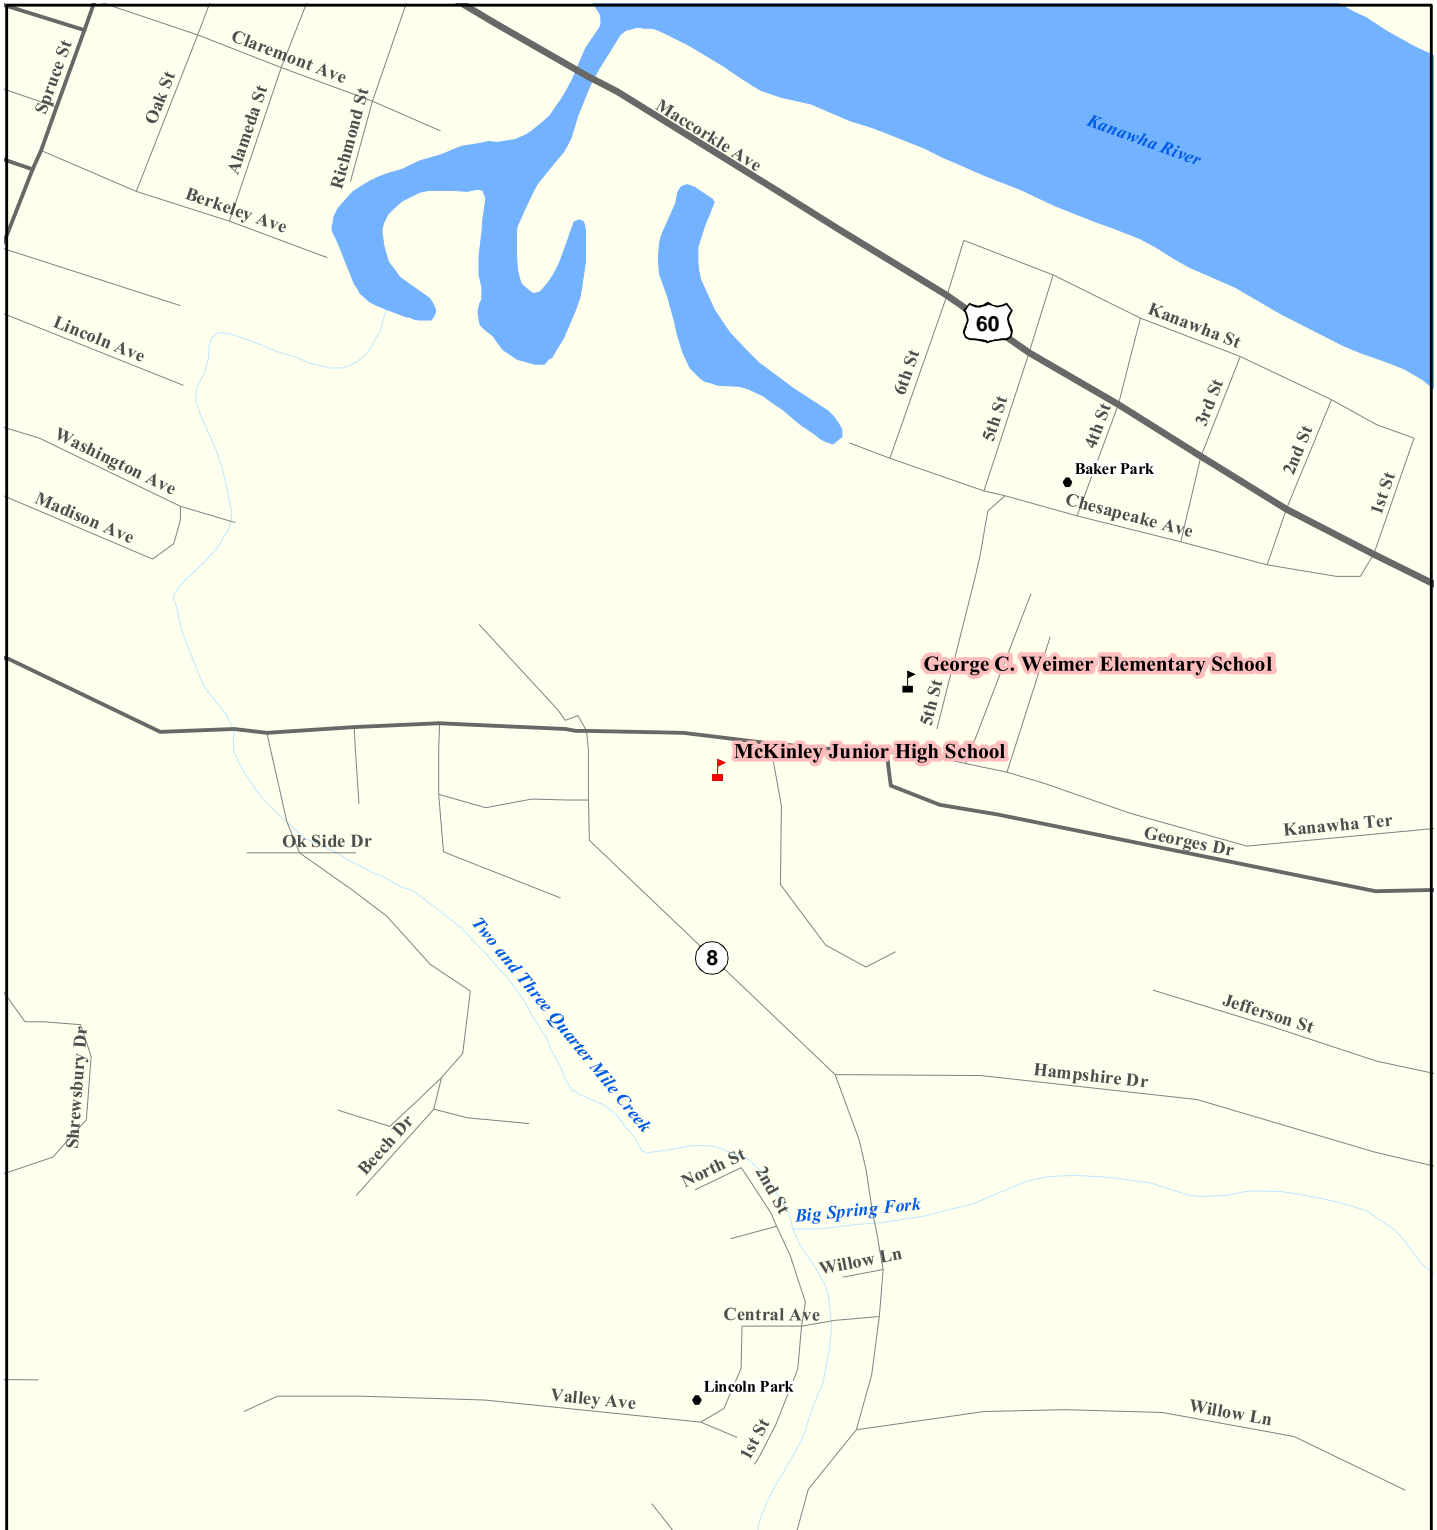 Spruce St
Claremont Ave
Oak St
Alameda St
Richmond St
Maccorkle Ave
Kanawha River
Berkeley Ave
Lincoln Ave
60
Kanawha St
6th St
5th St
4th St
3rd St
2nd St
1st St
Washington Ave
Madison Ave
Baker Park
Chesapeake Ave
George C. Weimer Elementary School
5th St
McKinley Junior High School
Ok Side Dr
Georges Dr
Kanawha Ter
Two and Three Quarter Mile Creek
8
Jefferson St
Shrewsbury Dr
Hampshire Dr
Beech Dr
North St
2nd St
Big Spring Fork
Willow Ln
Central Ave
Lincoln Park
Valley Ave
1st St
Willow Ln